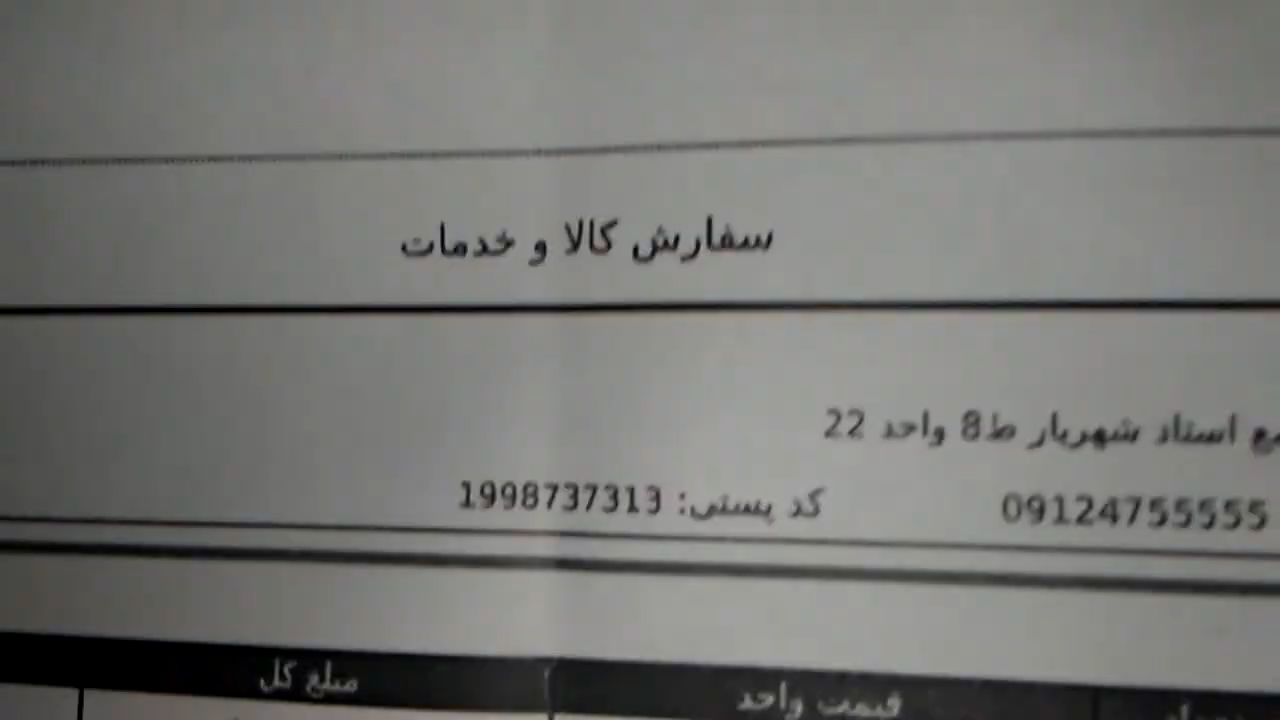 سفارش کالا و خدمات
استاد شهریار ط8 واحد 22
09124755555 کد پستی: 1998737313
قیمت واحد مبلغ کل